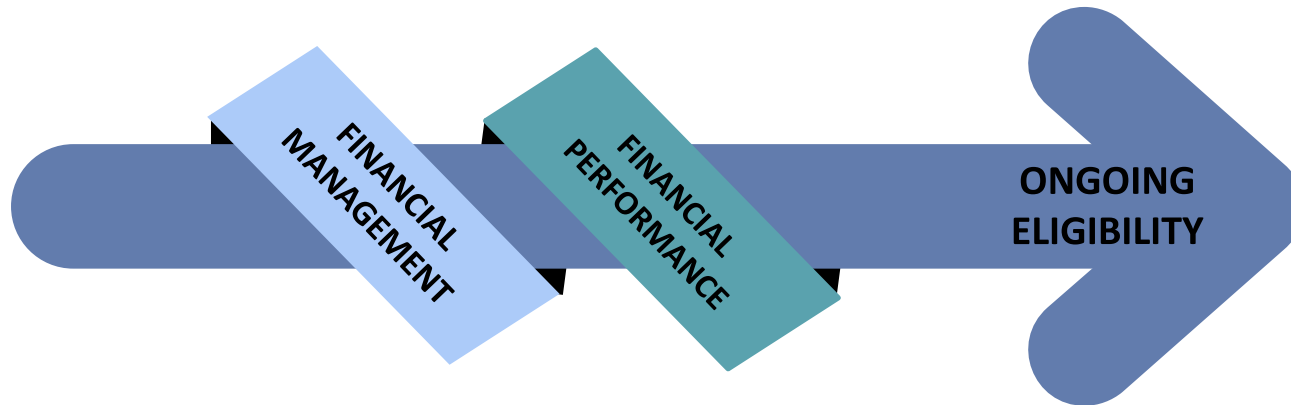 FINANCIAL
MANAGEMENT
FINANCIAL
PERFORMANCE
ONGOING
ELIGIBILITY